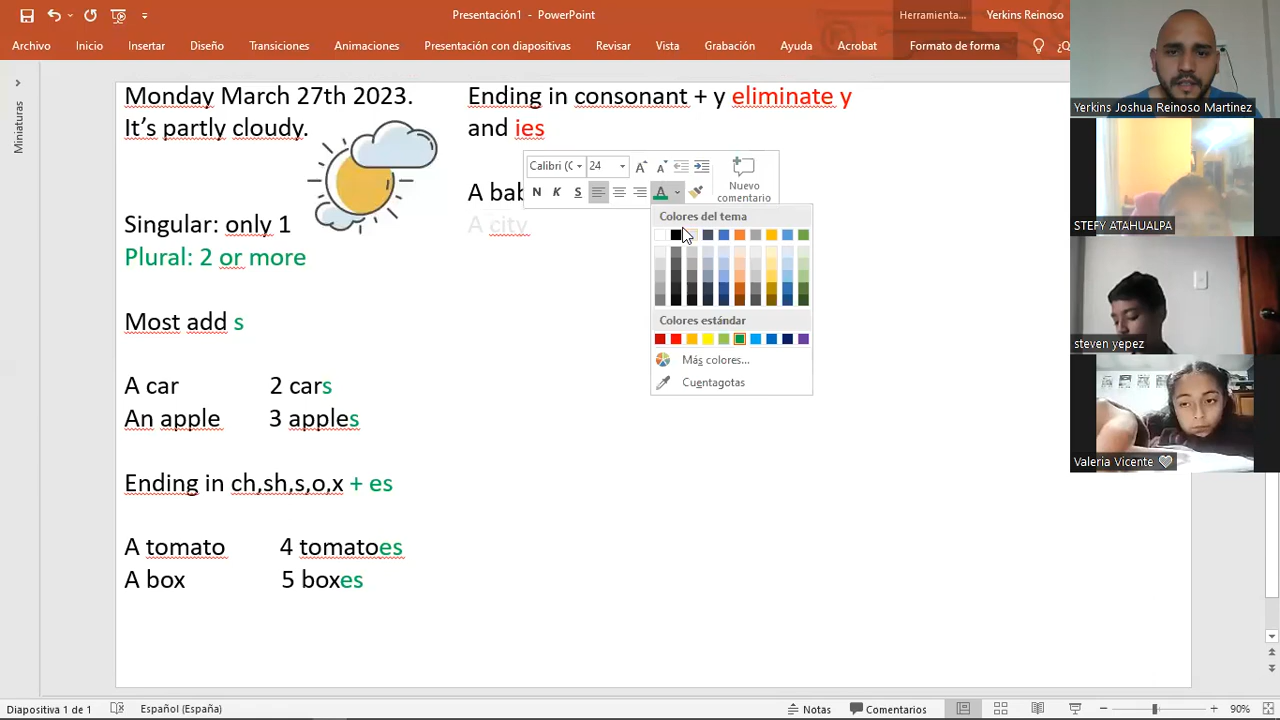 Presentación1 - PowerPoint
Herramienta...
Yerkins Reinoso
Archivo
Inicio
Insertar
Diseño
Transiciones
Animaciones
Presentación con diapositivas
Revisar
Vista
Grabación
Ayuda
Acrobat
Formato de forma
¿Q
Miniaturas
Monday March 27th 2023.
It's partly cloudy.
Singular: only 1
Plural: 2 or more
Most add s
A car 2 cars
An apple 3 apples
Ending in ch,sh,s,o,x + es
A tomato 4 tomatoes
A box 5 boxes
Ending in consonant + y eliminate y
and ies
A bab
A city
Calibri (C 24
N K S
Nuevo
comentario
Colores del tema
Colores estándar
Más colores...
Cuentagotas
Yerkins Joshua Reinoso Martínez
STEFY ATAHUALPA
steven yepez
Valeria Vicente
Diapositiva 1 de 1
Español (España)
Notas
Comentarios
90%